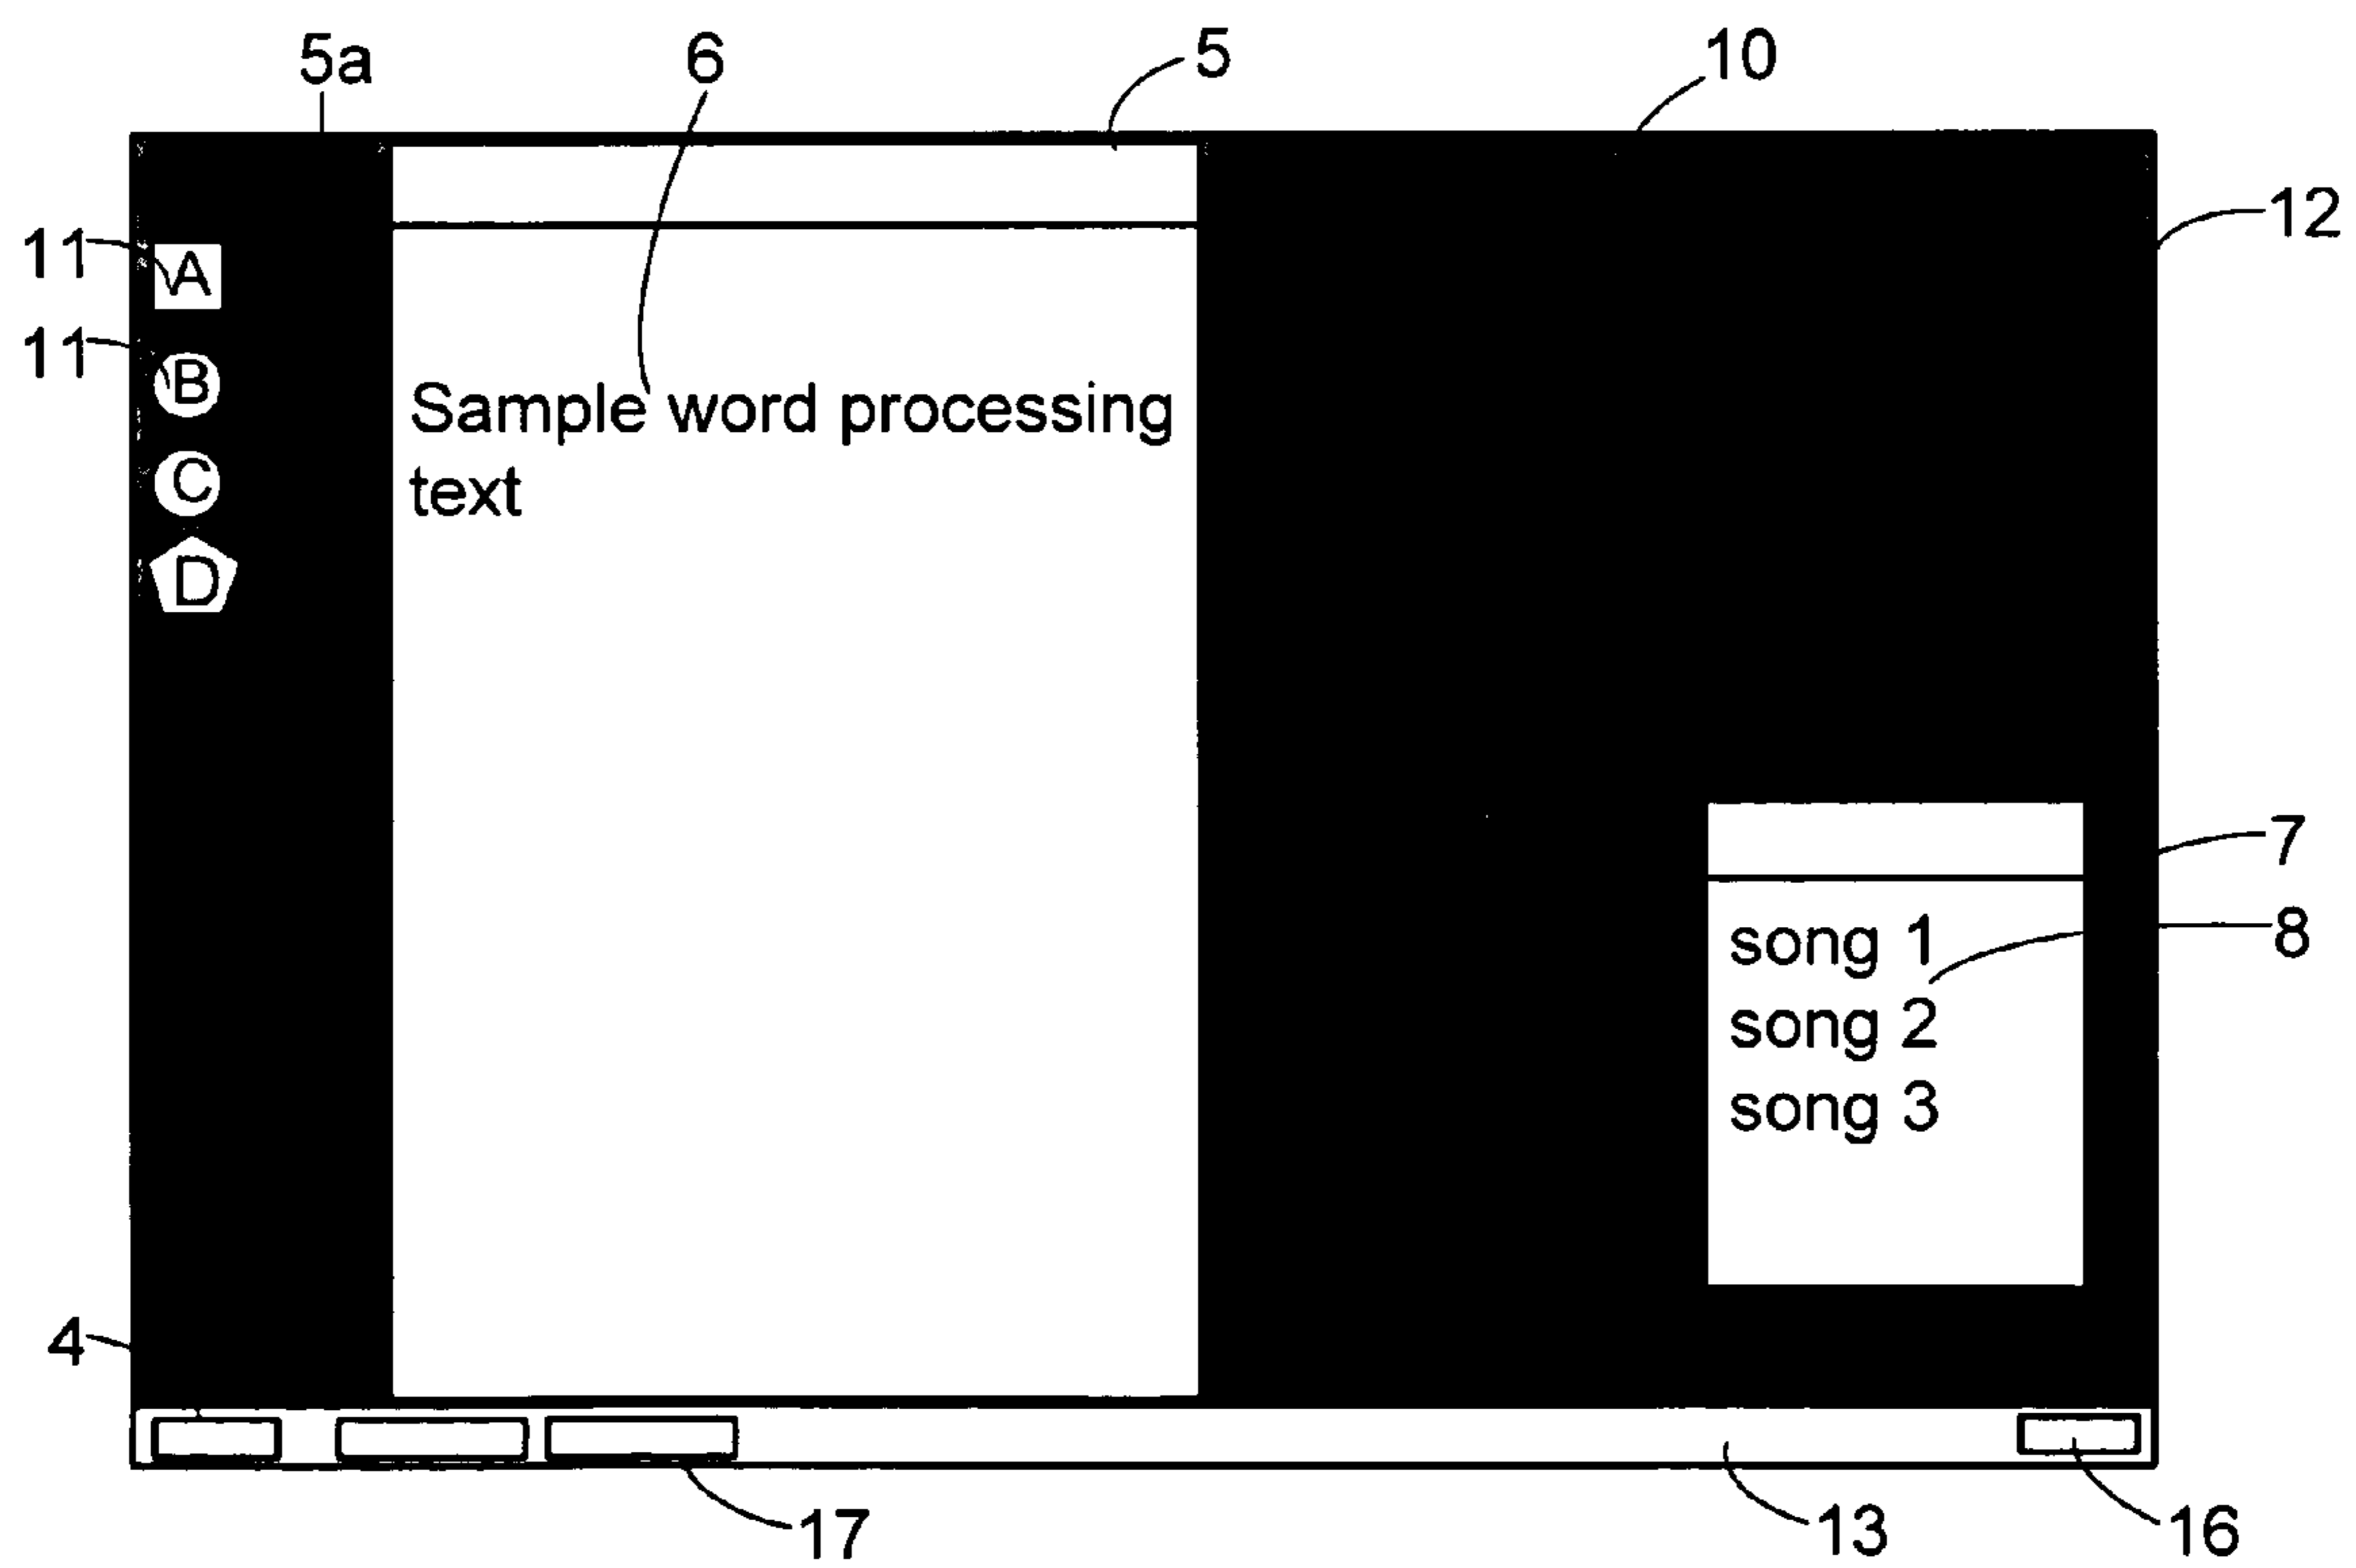 5a
6
5
10
12
11
A
11
B
Sample word processing
C
text
D
7
song 1
8
song 2
song 3
4
17
13
16